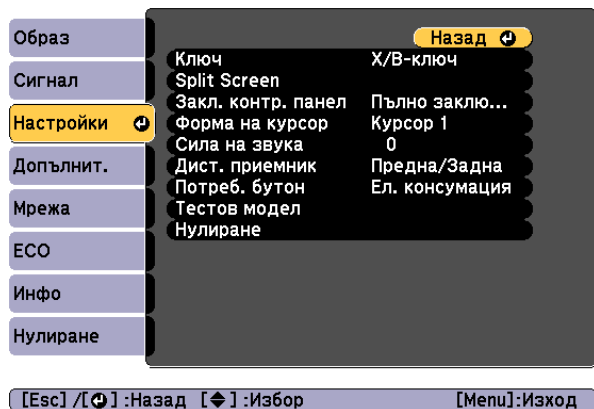 Образ
Сигнал
Настройки
Допълнит.
Мрежа
ECO
Инфо
Нулиране
Назад
Ключ Х/В-ключ
Split Screen
Закл. контр. панел Пълно заклю...
Форма на курсор Курсор 1
Сила на звука 0
Дист. приемник Предна/Задна
Потреб. бутон Ел. консумация
Тестов модел
Нулиране
[Esc] /[ ] :Назад [ ] :Избор [Menu]:Изход